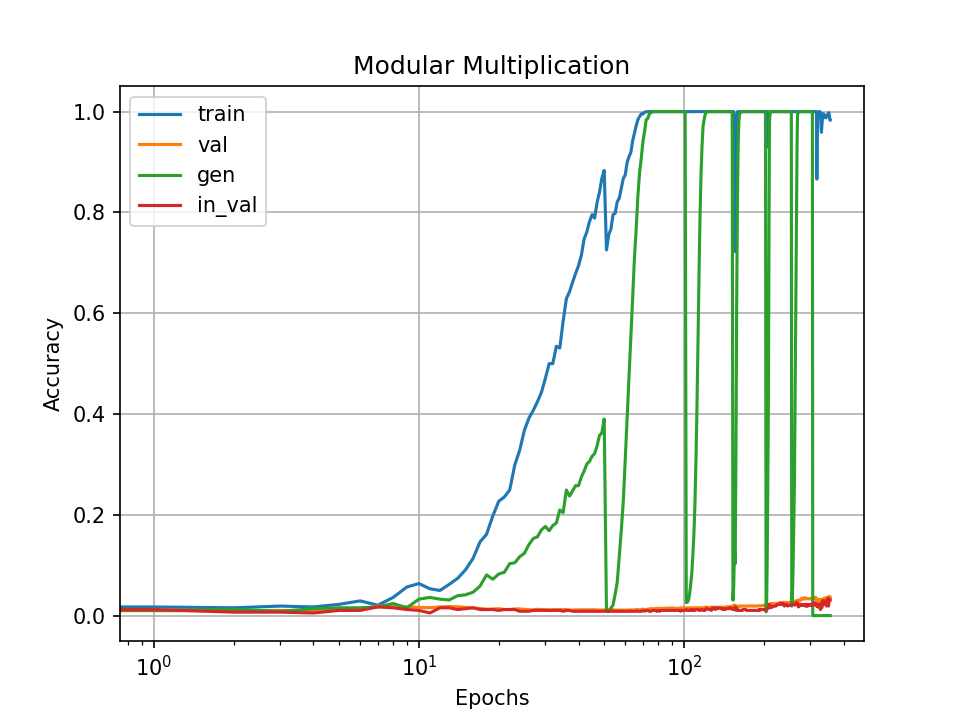 Modular Multiplication
train
val
gen
in_val
1.0
0.8
0.6
0.4
0.2
0.0
10⁰ 10¹ 10²
Accuracy
Epochs